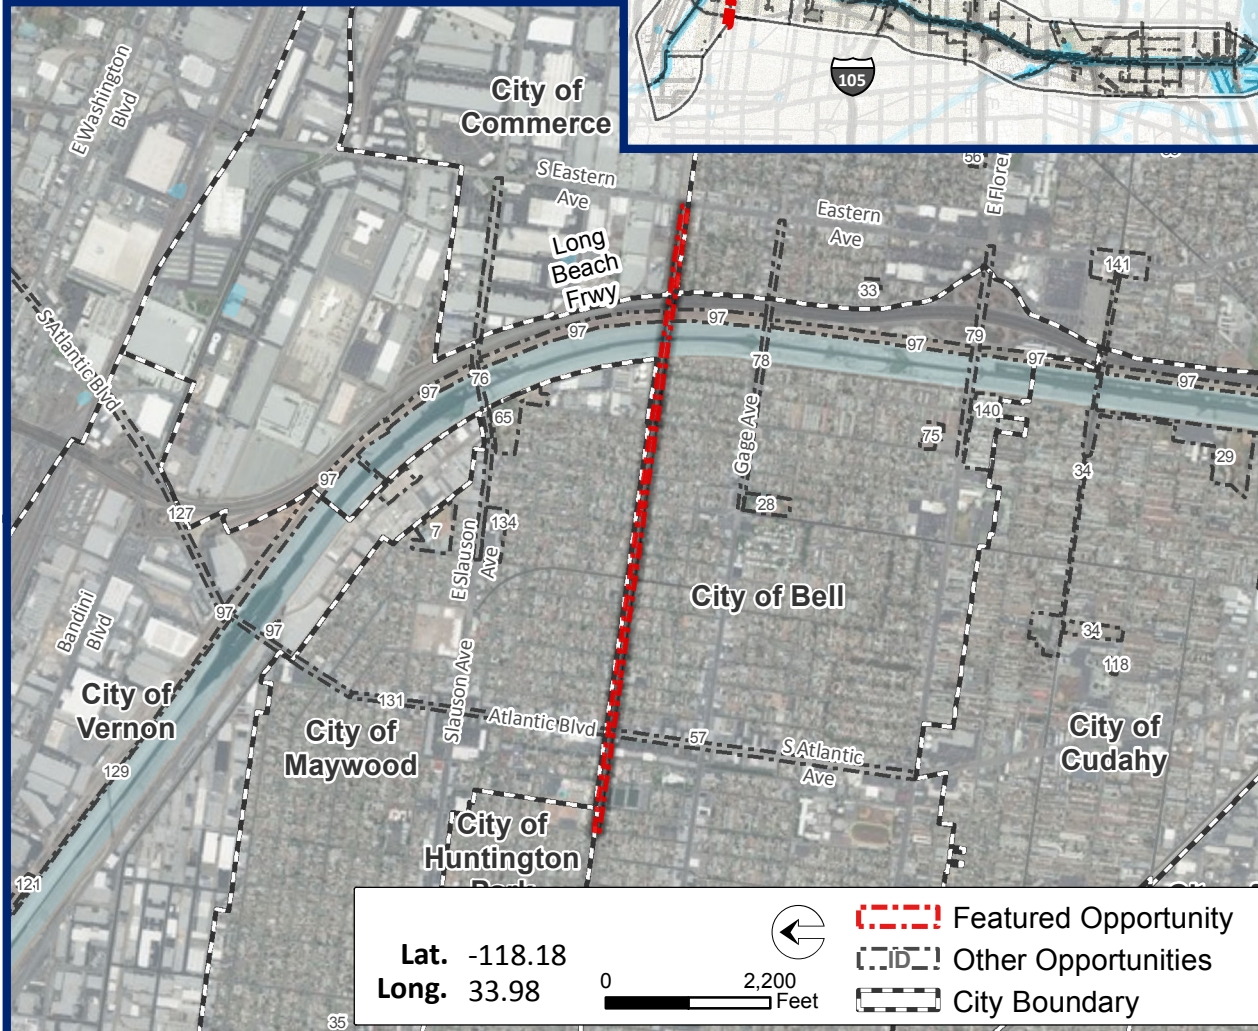 105
E Washington
Blvd
City of
Commerce
S Eastern
Ave
56
Eastern
Ave
Long
Beach
Frwy
141
33
S Atlantic Blvd
97
97
79
97
97
78
97
76
97
65
140
75
Gage Ave
29
34
97
127
28
7
134
E Slauson
Ave
City of Bell
97
97
Bandini
Blvd
34
118
City of
Vernon
131
Slauson Ave
Atlantic Blvd
57
S Atlantic
Ave
City of
Maywood
City of
Cudahy
129
City of
Huntington
Park
121
35
Lat. -118.18
Long. 33.98
0 2,200
Feet
Featured Opportunity
ID Other Opportunities
City Boundary